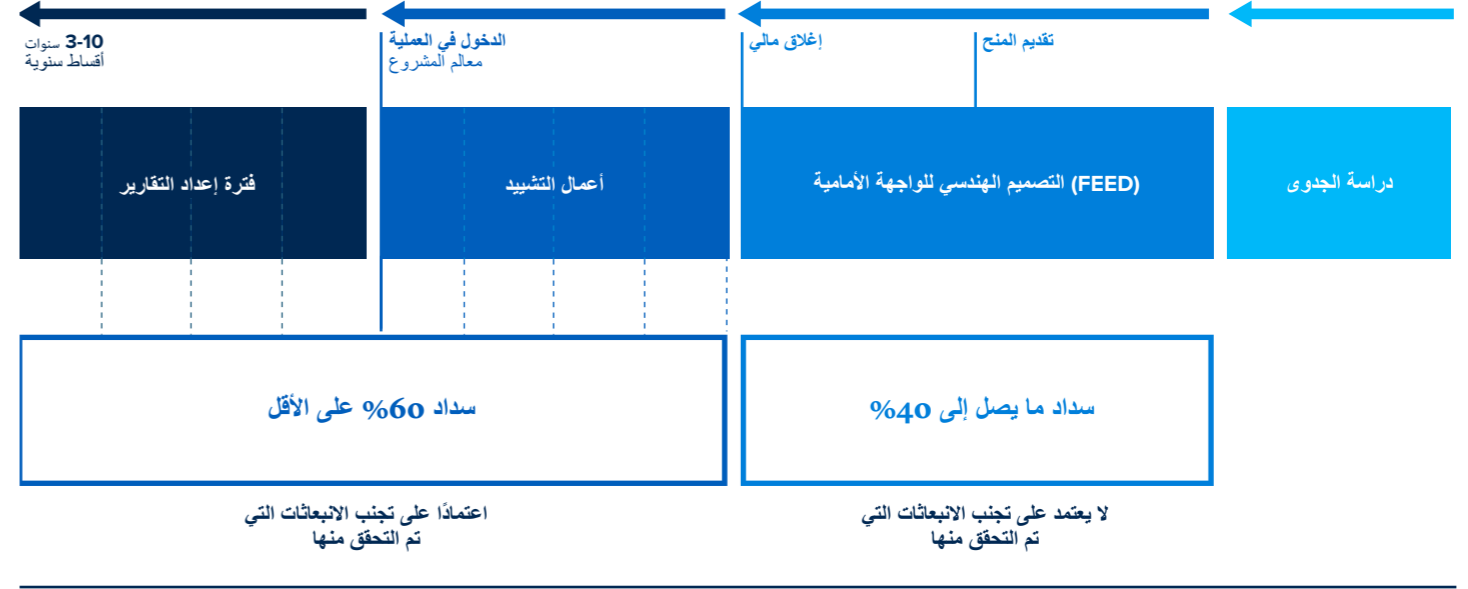 تقديم المنح
إغلاق مالي
الدخول في العملية
معالم المشروع
3-10 سنوات
أقساط سنوية
دراسة الجدوى
(FEED) التصميم الهندسي للواجهة الأمامية
أعمال التشييد
فترة إعداد التقارير
سداد ما يصل إلى 40%
سداد 60% على الأقل
لا يعتمد على تجنب الانبعاثات التي
تم التحقق منها
اعتمادًا على تجنب الانبعاثات التي
تم التحقق منها